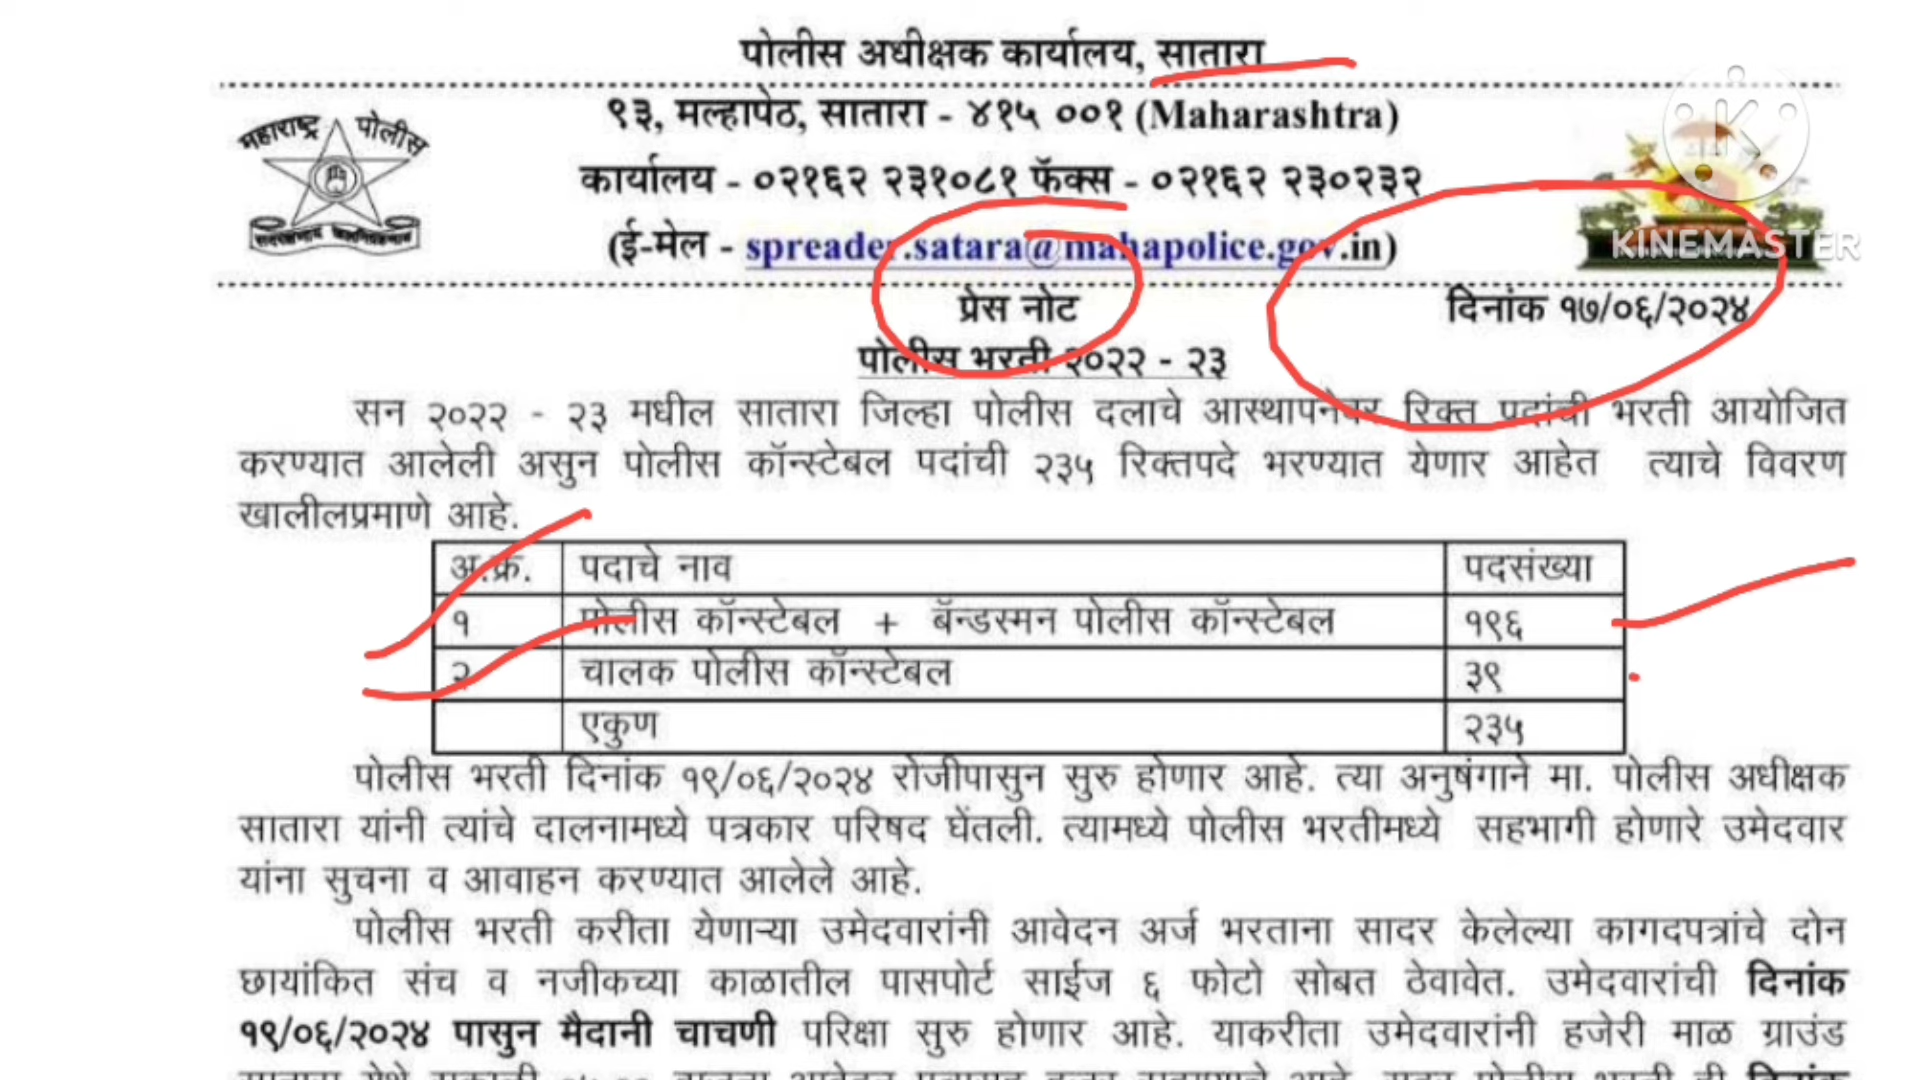 पोलीस अधीक्षक कार्यालय, सातारा
महाराष्ट्र पोलीस
९३, मल्हापेठ, सातारा - ४१५ ००१ (Maharashtra)
कार्यालय - ०२१६२ २३१०८१ फॅक्स - ०२१६२ २३०२३२
(ई-मेल - spreader.satara@mahapolice.gov.in)
KINEMASTER
प्रेस नोट दिनांक १७/०६/२०२४
पोलीस भरती २०२२ - २३
सन २०२२ - २३ मधील सातारा जिल्हा पोलीस दलाचे आस्थापनेवर रिक्त पदांची भरती आयोजित
करण्यात आलेली असुन पोलीस कॉन्स्टेबल पदांची २३५ रिक्तपदे भरण्यात येणार आहेत त्याचे विवरण
खालीलप्रमाणे आहे.
अ.क्र. पदाचे नाव पदसंख्या
१ पोलीस कॉन्स्टेबल + बॅन्डस्मन पोलीस कॉन्स्टेबल १९६
२ चालक पोलीस कॉन्स्टेबल ३९
एकुण २३५
पोलीस भरती दिनांक १९/०६/२०२४ रोजीपासुन सुरु होणार आहे. त्या अनुषंगाने मा. पोलीस अधीक्षक
सातारा यांनी त्यांचे दालनामध्ये पत्रकार परिषद घेंतली. त्यामध्ये पोलीस भरतीमध्ये सहभागी होणारे उमेदवार
यांना सुचना व आवाहन करण्यात आलेले आहे.
पोलीस भरती करीता येणाऱ्या उमेदवारांनी आवेदन अर्ज भरताना सादर केलेल्या कागदपत्रांचे दोन
छायांकित संच व नजीकच्या काळातील पासपोर्ट साईज ६ फोटो सोबत ठेवावेत. उमेदवारांची दिनांक
१९/०६/२०२४ पासुन मैदानी चाचणी परिक्षा सुरु होणार आहे. याकरीता उमेदवारांनी हजेरी माळ ग्राउंड